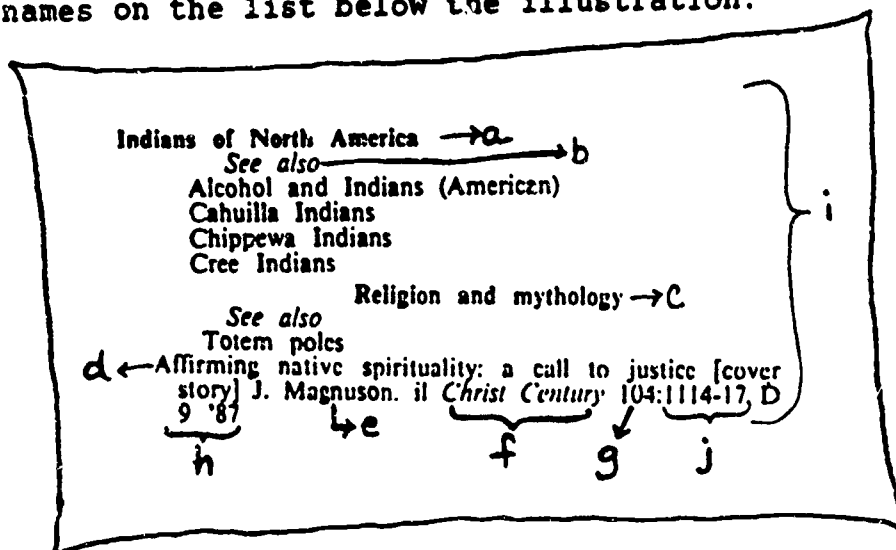 names on the list below the illustration.
Indians of North America → a
See also → b
Alcohol and Indians (American)
Cahuilla Indians
Chippewa Indians
Cree Indians
i
Religion and mythology → C
See also
Totem poles
d ← Affirming native spirituality: a call to justice [cover
story] J. Magnuson. il Christ Century 104:1114-17, D
9 '87
h e f g j